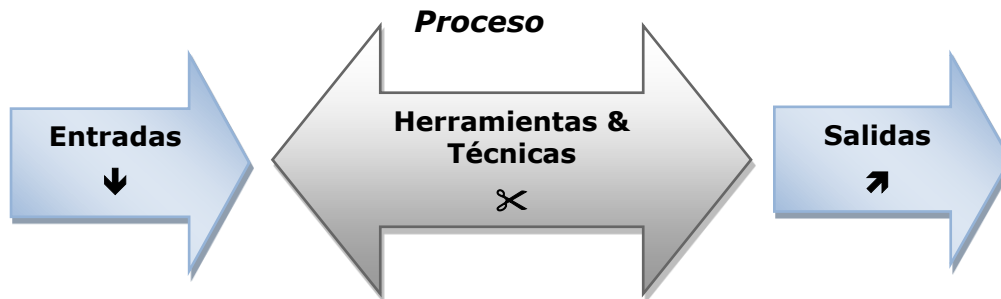 Proceso
Entradas
Herramientas &
Técnicas
Salidas